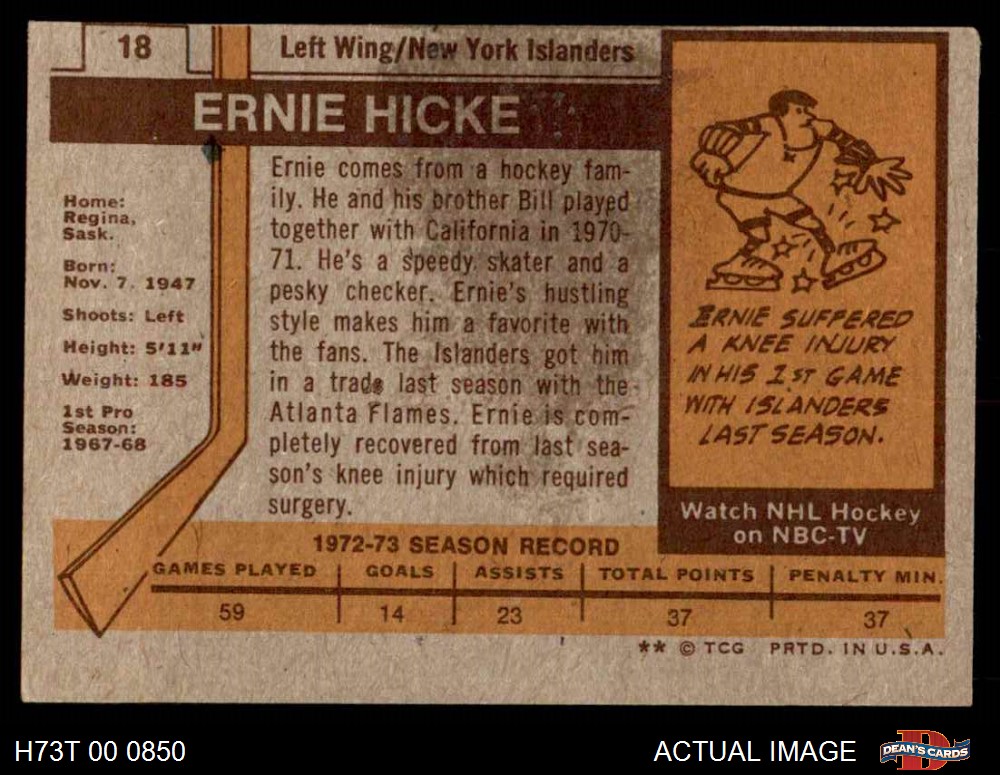 18
Left Wing/New York Islanders
ERNIE HICKE
Home:
Regina,
Sask.
Born:
Nov. 7, 1947
Shoots: Left
Height: 5'11"
Weight: 185
1st Pro
Season:
1967-68
Ernie comes from a hockey fam-
ily. He and his brother Bill played
together with California in 1970-
71. He's a speedy skater and a
pesky checker. Ernie's hustling
style makes him a favorite with
the fans. The Islanders got him
in a trade last season with the
Atlanta Flames. Ernie is com-
pletely recovered from last sea-
son's knee injury which required
surgery.
ERNIE SUFFERED
A KNEE INJURY
IN HIS 1ST GAME
WITH ISLANDERS
LAST SEASON.
Watch NHL Hockey
on NBC-TV
1972-73 SEASON RECORD
GAMES PLAYED GOALS ASSISTS TOTAL POINTS PENALTY MIN.
59 14 23 37 37
** © TCG PRTD. IN U.S.A.
H73T 00 0850
ACTUAL IMAGE
D
DEAN'S CARDS